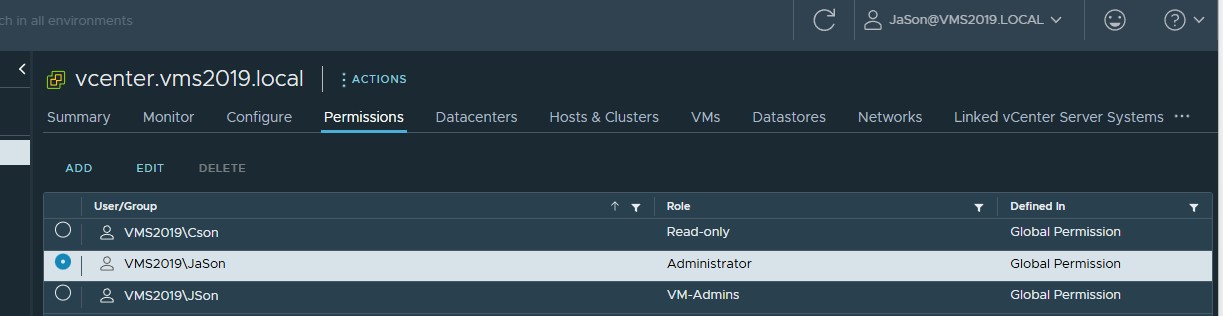 ch in all environments
JaSon@VMS2019.LOCAL
vcenter.vms2019.local
ACTIONS
Summary Monitor Configure Permissions Datacenters Hosts & Clusters VMs Datastores Networks Linked vCenter Server Systems ...
ADD EDIT DELETE
User/Group Role Defined In
VMS2019\Cson Read-only Global Permission
VMS2019\JaSon Administrator Global Permission
VMS2019\JSon VM-Admins Global Permission